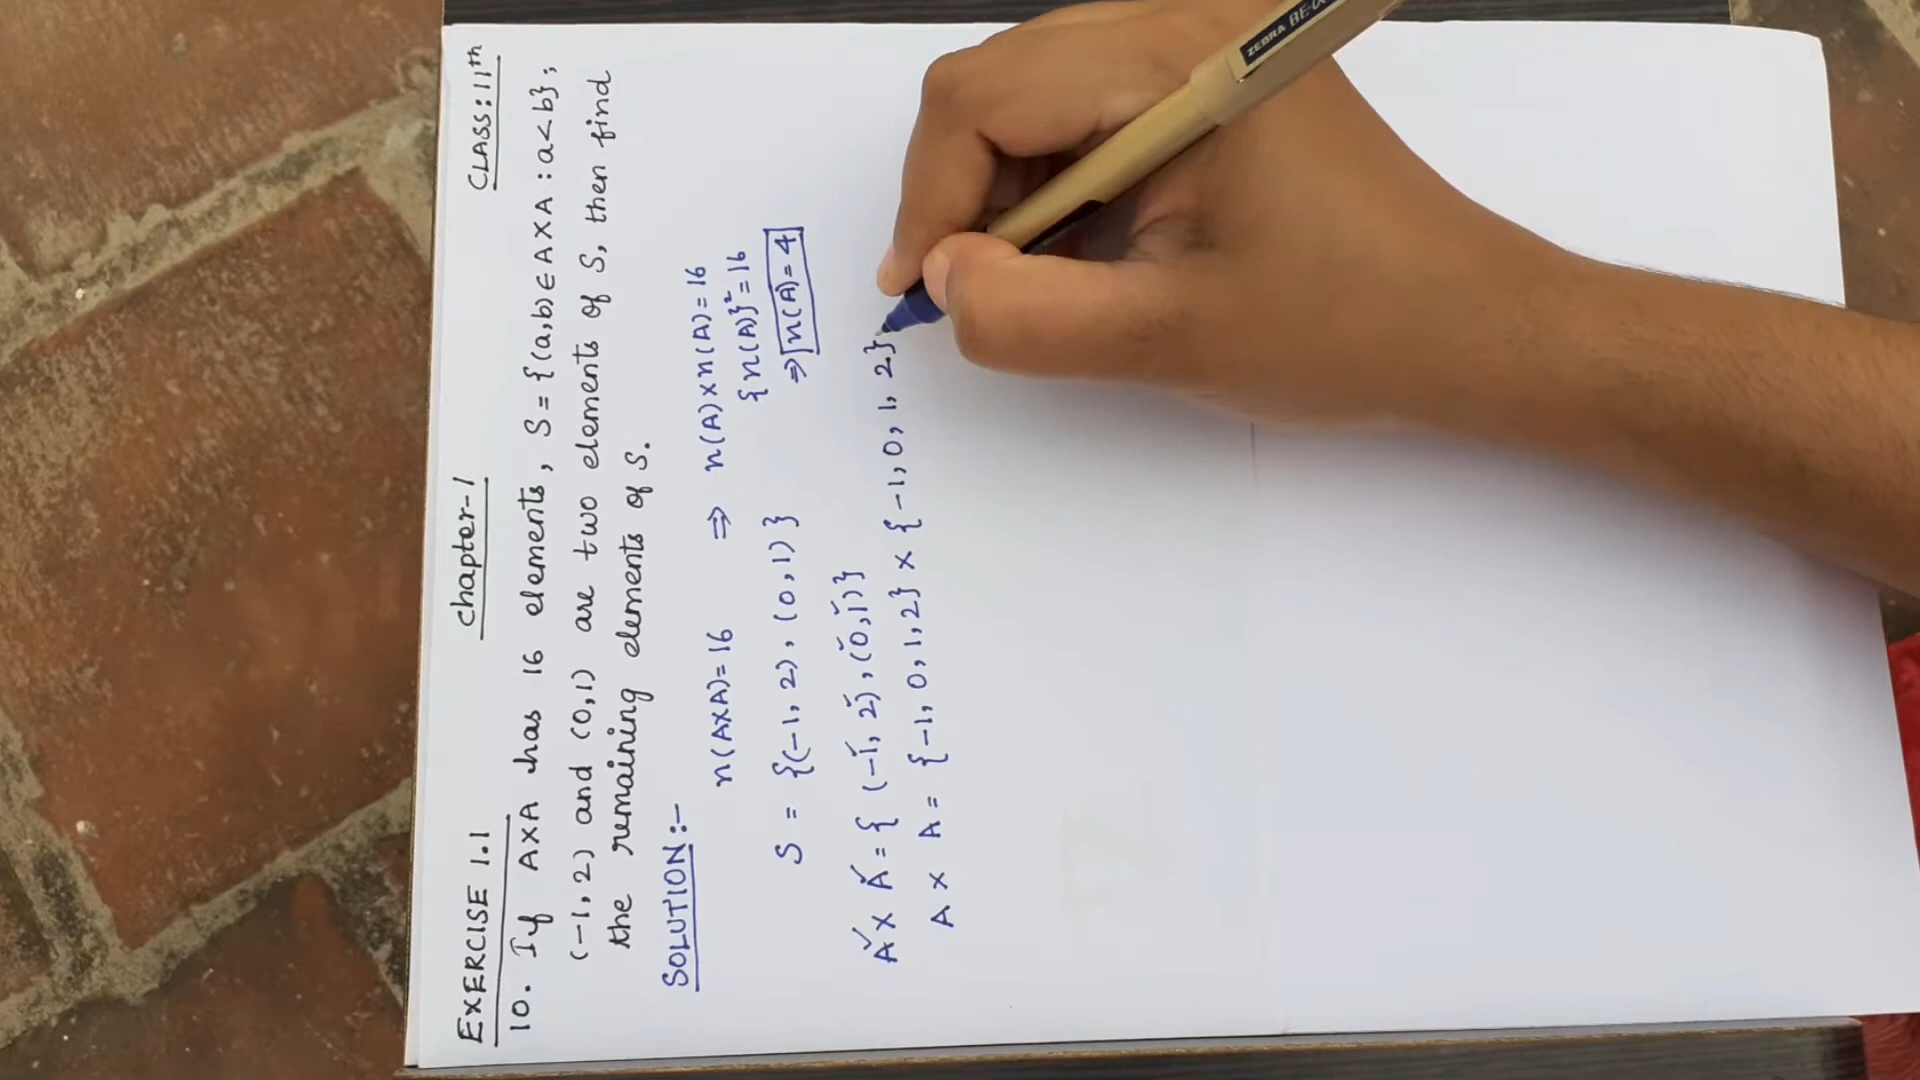 EXERCISE 1.1 chapter-1 CLASS:11th
10. If A×A has 16 elements, S={(a,b)∈A×A:a<b};
(-1,2) and (0,1) are two elements of S, then find
the remaining elements of S.
SOLUTION:-
n(A×A)=16 ⇒ n(A)×n(A)=16
{n(A)}²=16
⇒ n(A)=4
S = {(-1,2),(0,1)}
A×A={(-1,2),(0,1)}
A×A={-1,0,1,2}×{-1,0,1,2}
ZEBRA